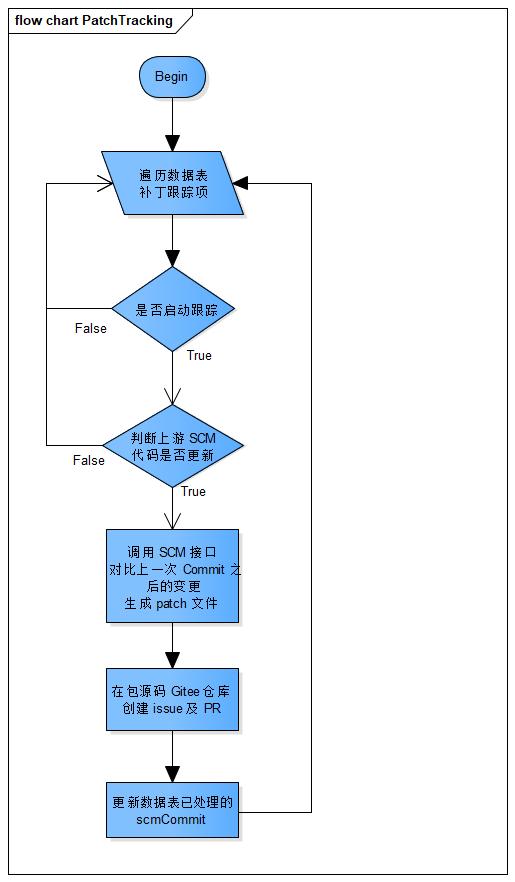 flow chart PatchTracking
Begin
遍历数据表
补丁跟踪项
是否启动跟踪
False
True
判断上游 SCM
代码是否更新
False
True
调用 SCM 接口
对比上一次 Commit 之
后的变更
生成 patch 文件
在包源码 Gitee 仓库
创建 issue 及 PR
更新数据表已处理的
scmCommit